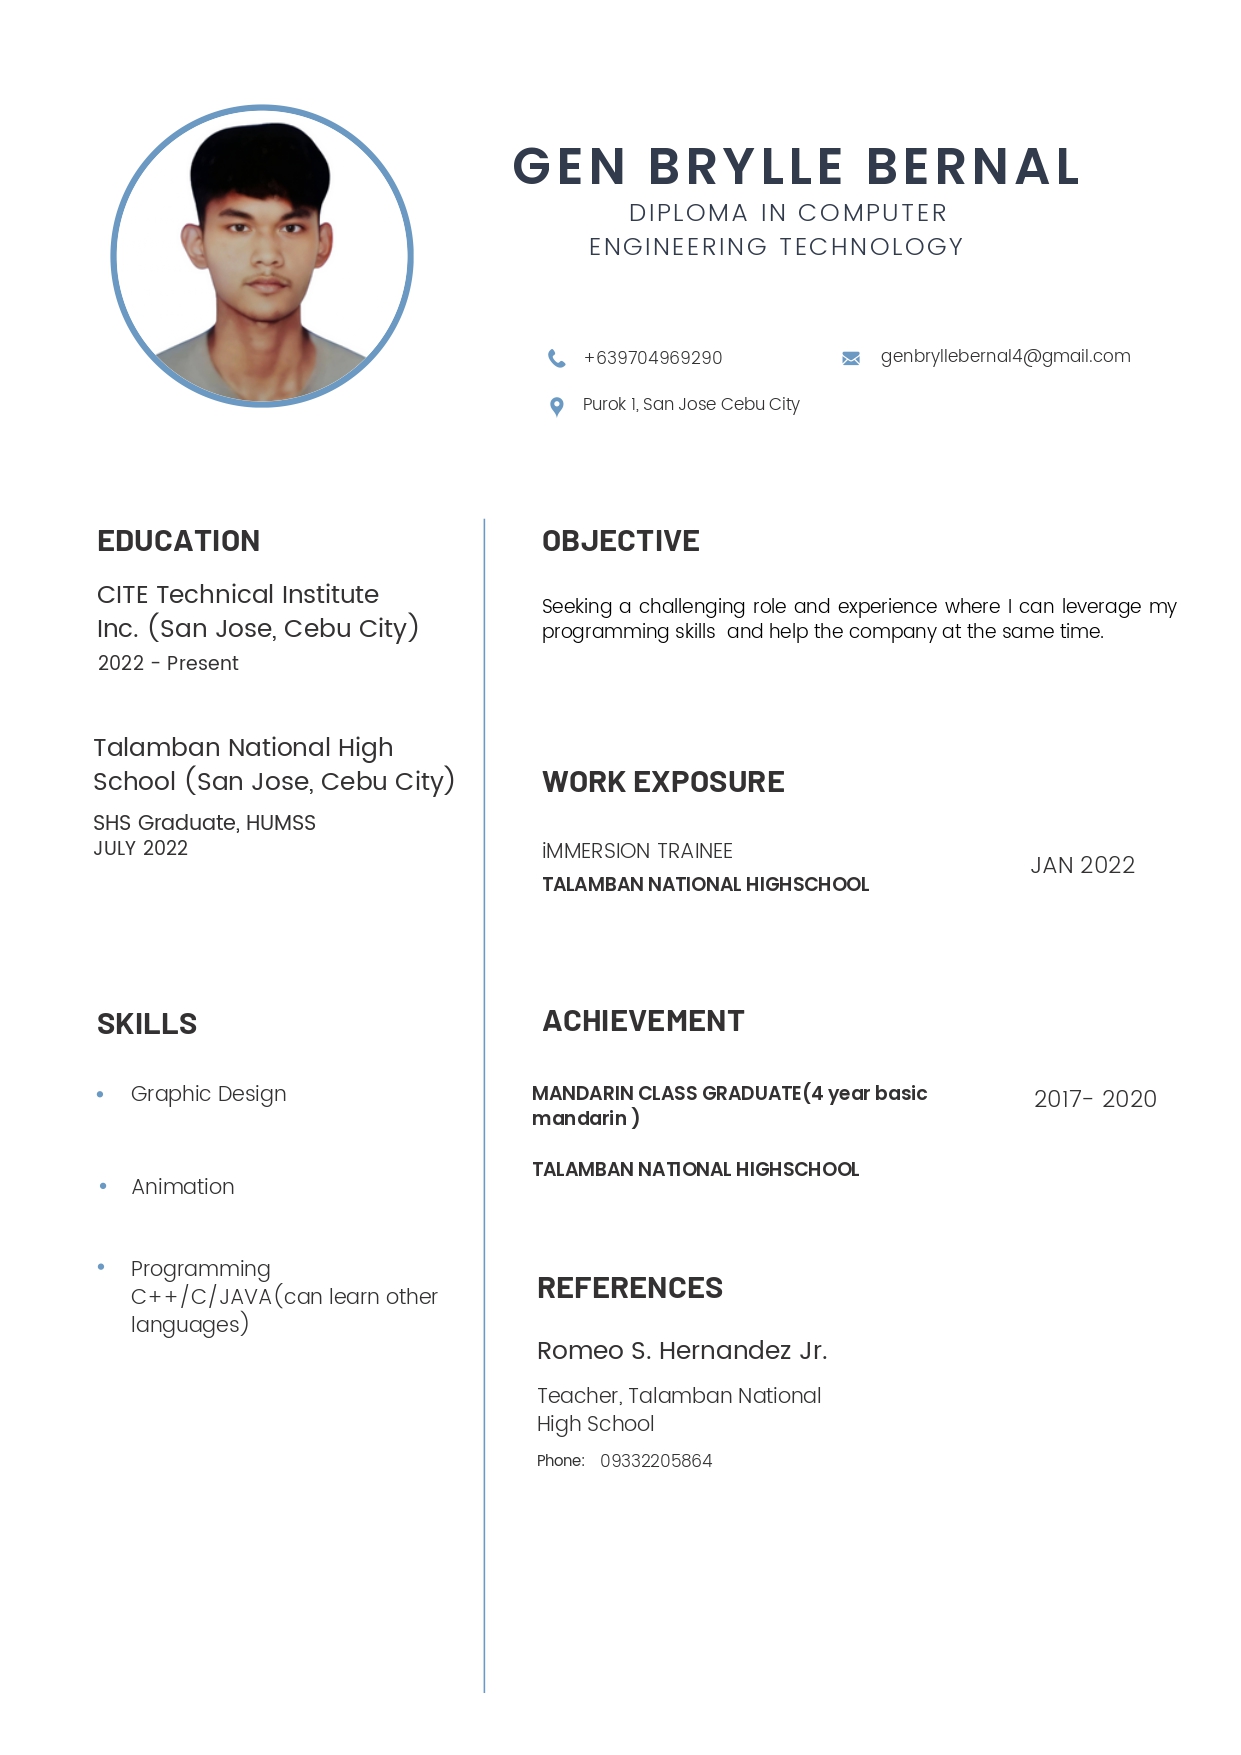 GEN BRYLLE BERNAL
DIPLOMA IN COMPUTER
ENGINEERING TECHNOLOGY
+639704969290
genbryllebernal4@gmail.com
Purok 1, San Jose Cebu City
EDUCATION
CITE Technical Institute
Inc. (San Jose, Cebu City)
2022 - Present
Talamban National High
School (San Jose, Cebu City)
SHS Graduate, HUMSS
JULY 2022
SKILLS
• Graphic Design
• Animation
• Programming
C++/C/JAVA(can learn other
languages)
OBJECTIVE
Seeking a challenging role and experience where I can leverage my
programming skills  and help the company at the same time.
WORK EXPOSURE
iMMERSION TRAINEE
TALAMBAN NATIONAL HIGHSCHOOL
JAN 2022
ACHIEVEMENT
MANDARIN CLASS GRADUATE(4 year basic
mandarin )
2017- 2020
TALAMBAN NATIONAL HIGHSCHOOL
REFERENCES
Romeo S. Hernandez Jr.
Teacher, Talamban National
High School
Phone: 09332205864